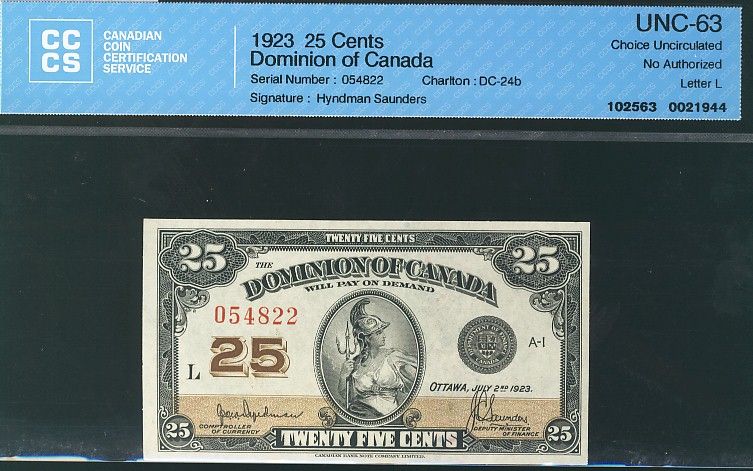 CC
CS
CANADIAN
COIN
CERTIFICATION
SERVICE
1923 25 Cents
Dominion of Canada
Serial Number : 054822 Charlton : DC-24b
Signature : Hyndman Saunders
UNC-63
Choice Uncirculated
No Authorized
Letter L
102563 0021944
TWENTY FIVE CENTS
25 25
THE
DOMINION OF CANADA
WILL PAY ON DEMAND
054822
L 25
A-1
OTTAWA, JULY 2ND 1923.
COMPTROLLER
OF CURRENCY
J.C. Saunders
DEPUTY MINISTER
OF FINANCE
25 TWENTY FIVE CENTS 25
CANADIAN BANK NOTE COMPANY, LIMITED.